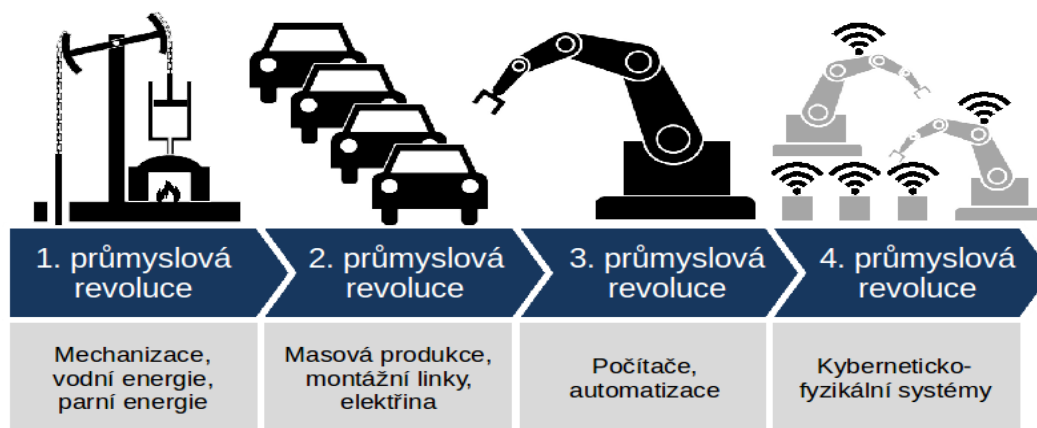 1. průmyslová
revoluce
2. průmyslová
revoluce
3. průmyslová
revoluce
4. průmyslová
revoluce
Mechanizace,
vodní energie,
parní energie
Masová produkce,
montážní linky,
elektřina
Počítače,
automatizace
Kyberneticko-
fyzikální systémy